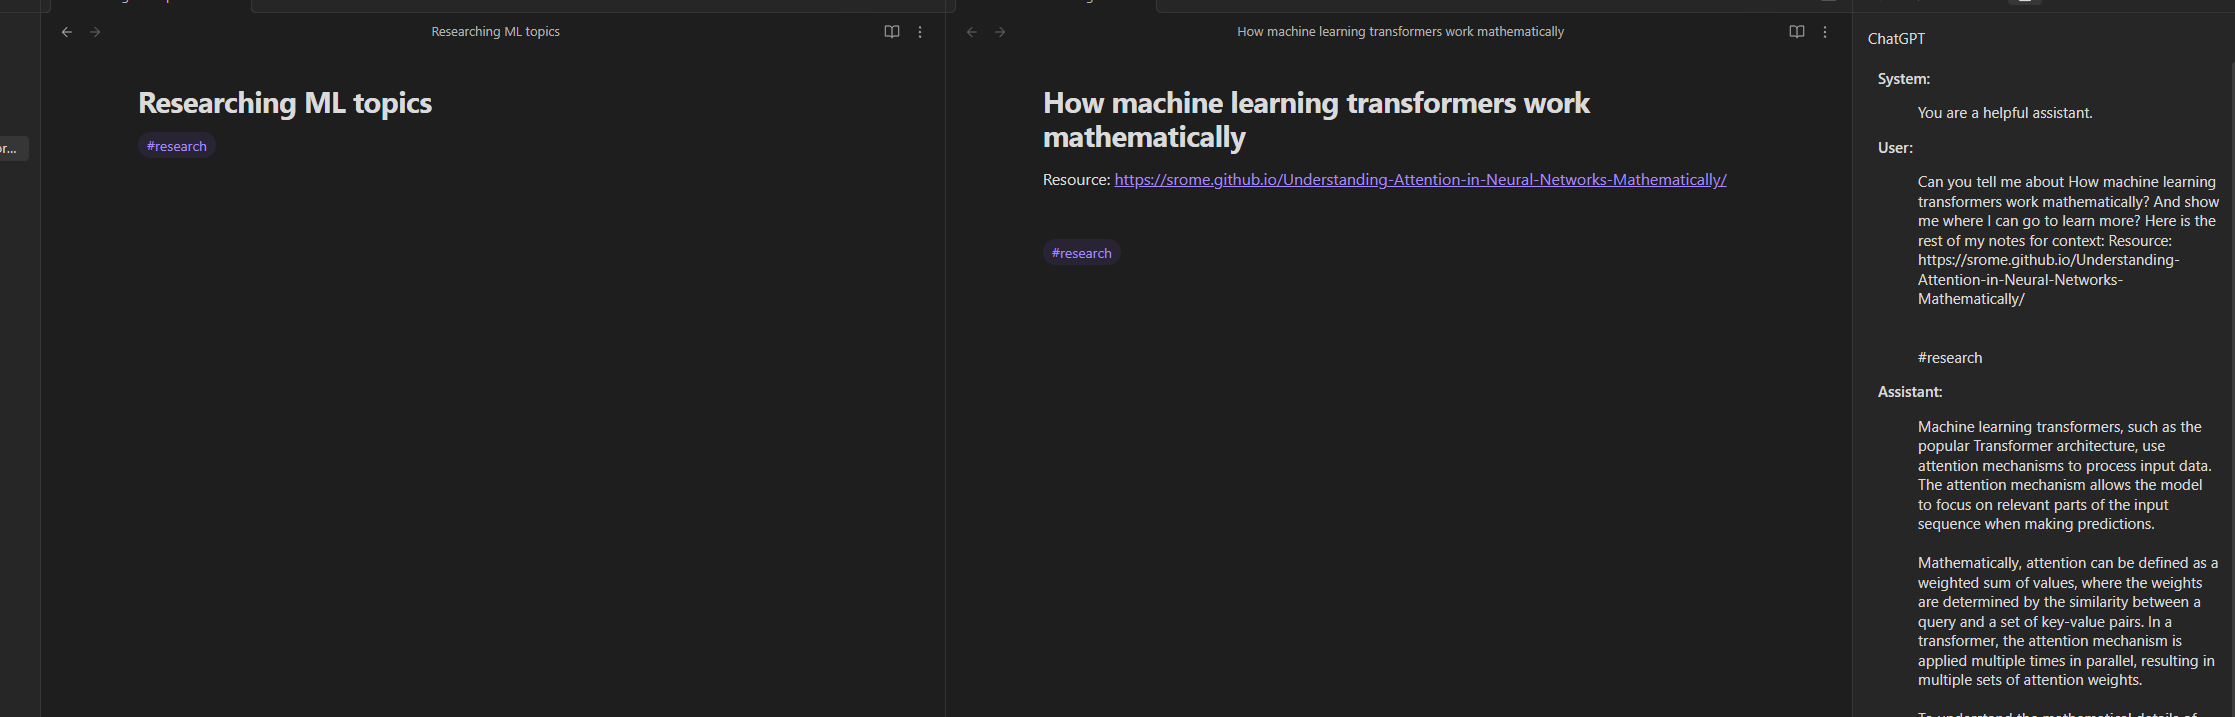 or...
Researching ML topics
Researching ML topics
#research
How machine learning transformers work mathematically
How machine learning transformers work
mathematically
Resource: https://srome.github.io/Understanding-Attention-in-Neural-Networks-Mathematically/
#research
ChatGPT
System:
You are a helpful assistant.
User:
Can you tell me about How machine learning
transformers work mathematically? And show
me where I can go to learn more? Here is the
rest of my notes for context: Resource:
https://srome.github.io/Understanding-
Attention-in-Neural-Networks-
Mathematically/
#research
Assistant:
Machine learning transformers, such as the
popular Transformer architecture, use
attention mechanisms to process input data.
The attention mechanism allows the model
to focus on relevant parts of the input
sequence when making predictions.
Mathematically, attention can be defined as a
weighted sum of values, where the weights
are determined by the similarity between a
query and a set of key-value pairs. In a
transformer, the attention mechanism is
applied multiple times in parallel, resulting in
multiple sets of attention weights.
To understand the mathematical details of